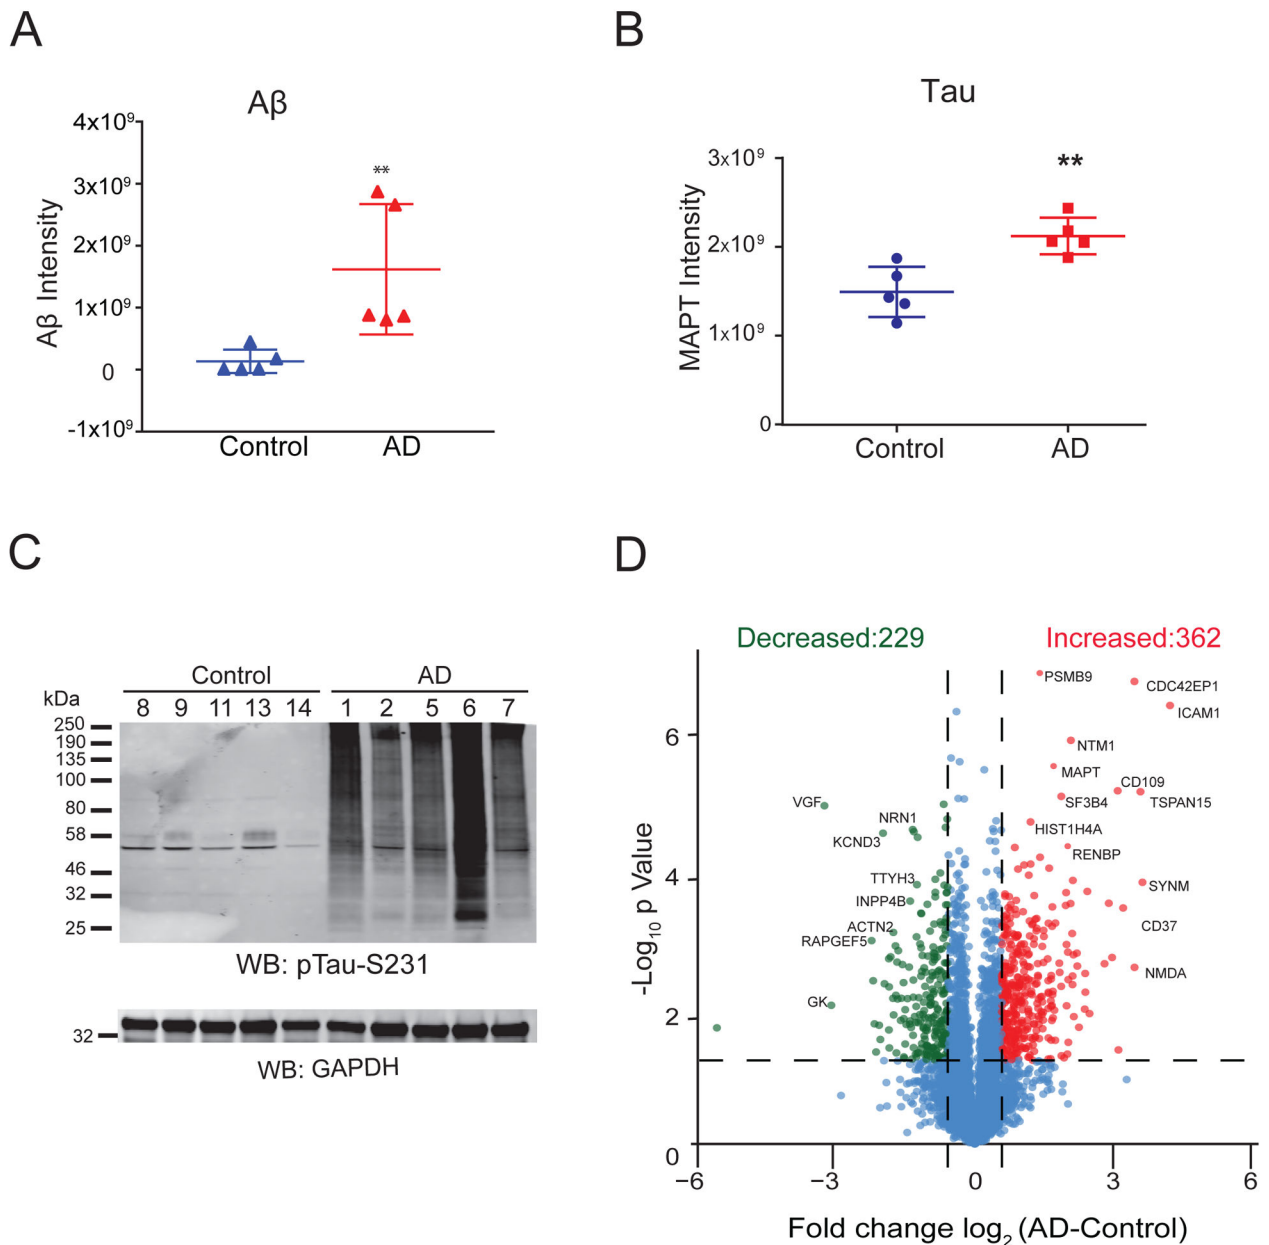 A
B
Aβ
Tau
4x10⁹
3x10⁹
2x10⁹
1x10⁹
0
-1x10⁹
Aβ Intensity
**
Control
AD
3x10⁹
2x10⁹
1x10⁹
0
MAPT Intensity
**
Control
AD
C
D
Control
AD
kDa
8 9 11 13 14 1 2 5 6 7
250
190
135
100
80
58
46
32
25
WB: pTau-S231
32
WB: GAPDH
Decreased:229
Increased:362
PSMB9
CDC42EP1
ICAM1
NTM1
MAPT
CD109
SF3B4
TSPAN15
HIST1H4A
RENBP
SYNM
CD37
NMDA
VGF
NRN1
KCND3
TTYH3
INPP4B
ACTN2
RAPGEF5
GK
6
4
2
0
-Log₁₀ p Value
−6 −3 0 3 6
Fold change log₂ (AD-Control)